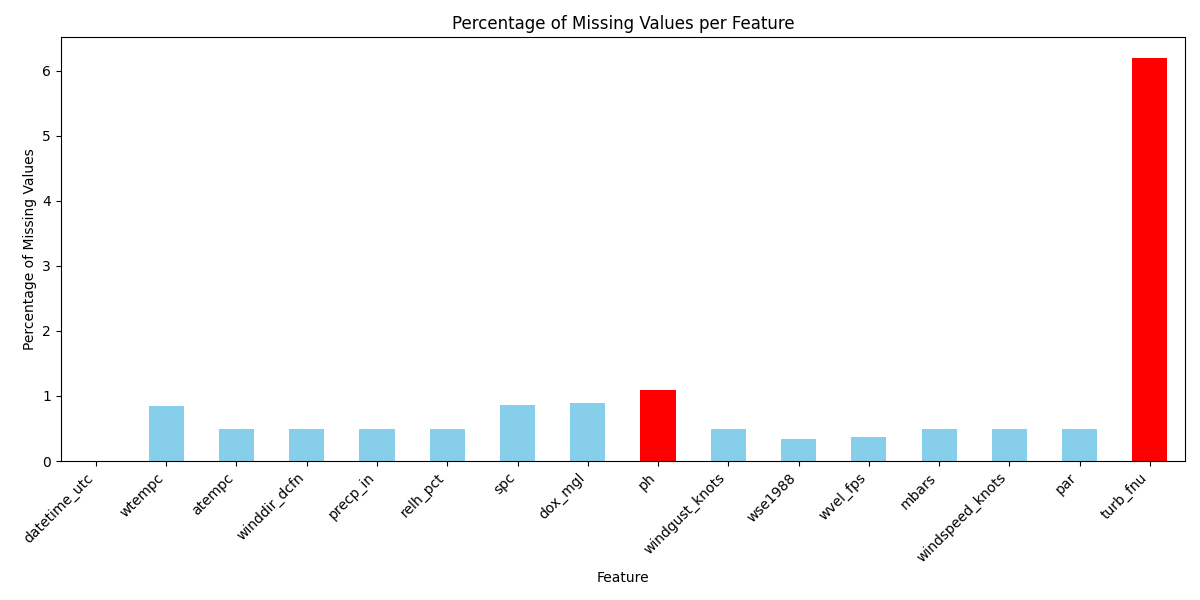 Percentage of Missing Values per Feature
Percentage of Missing Values
6
5
4
3
2
1
0
datetime_utc
wtempc
atempc
winddir_dcfn
precp_in
relh_pct
spc
dox_mgl
ph
windgust_knots
wse1988
wvel_fps
mbars
windspeed_knots
par
turb_fnu
Feature